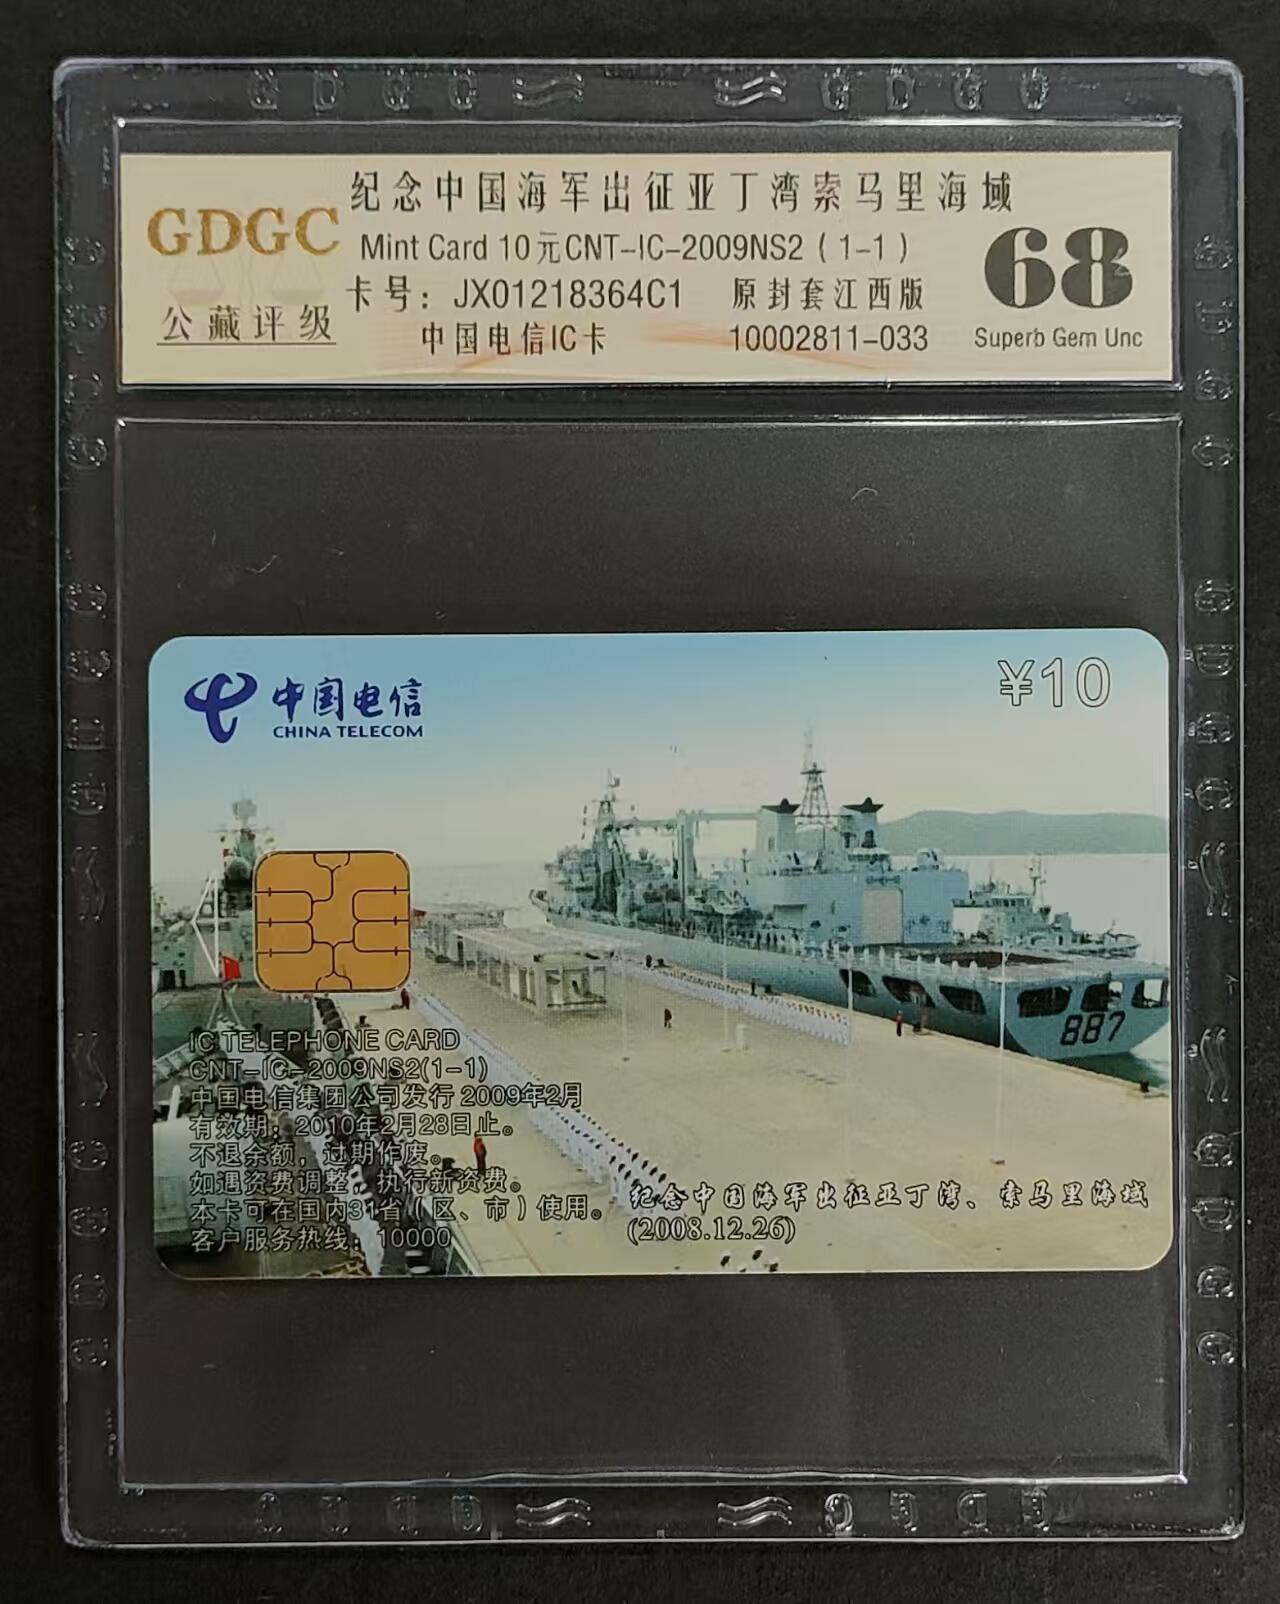 GDGC
GDGC
纪念中国海军出征亚丁湾索马里海域
GDGC
公藏评级
Mint Card 10元CNT-IC-2009NS2（1-1）
卡号：JX01218364C1 原封套江西版
中国电信IC卡 10002811-033
68
Superb Gem Unc
中国电信
CHINA TELECOM
¥10
887
IC TELEPHONE CARD
CNT-IC-2009NS2(1-1)
中国电信集团公司发行 2009年2月
有效期：2010年2月28日止。
不退余额，过期作废。
如遇资费调整，执行新资费。
本卡可在国内31省（区、市）使用。
客户服务热线：10000
纪念中国海军出征亚丁湾、索马里海域
(2008.12.26)